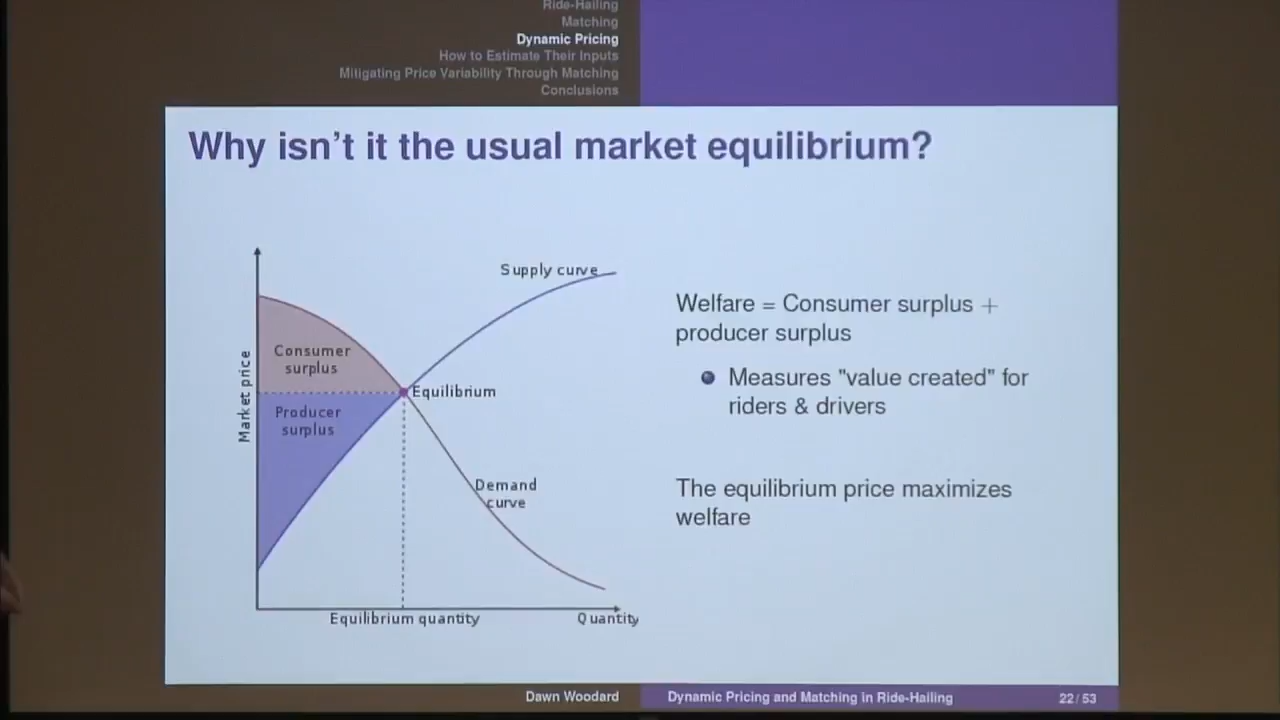 Ride-Hailing
Matching
Dynamic Pricing
How to Estimate Their Inputs
Mitigating Price Variability Through Matching
Conclusions
Why isn't it the usual market equilibrium?
Supply curve
Consumer
surplus
Equilibrium
Producer
surplus
Market price
Demand
curve
Equilibrium quantity
Quantity
Welfare = Consumer surplus +
producer surplus
Measures "value created" for
riders & drivers
The equilibrium price maximizes
welfare
Dawn Woodard
Dynamic Pricing and Matching in Ride-Hailing
22/53